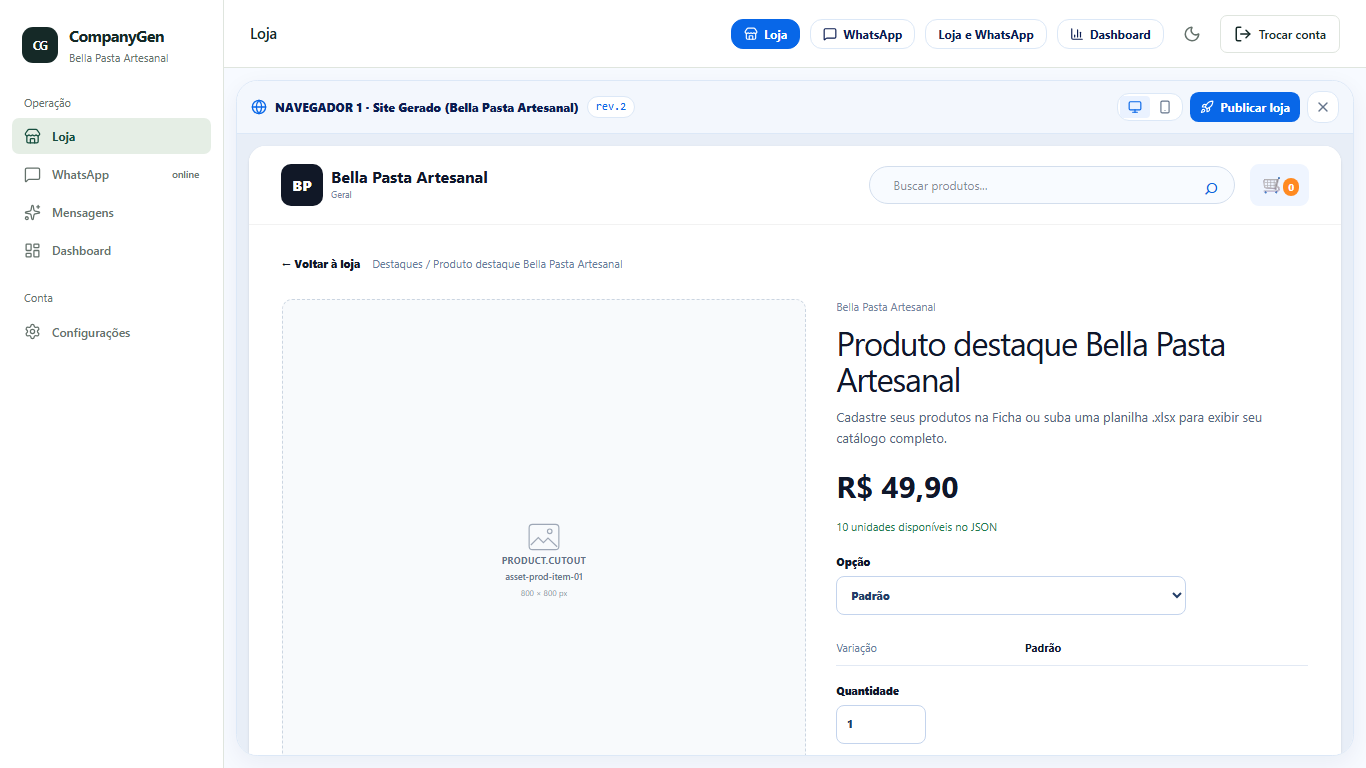 CG
CompanyGen
Bella Pasta Artesanal
Operação
Loja
WhatsApp
online
Mensagens
Dashboard
Conta
Configurações
Loja
Loja
WhatsApp
Loja e WhatsApp
Dashboard
Trocar conta
NAVEGADOR 1 · Site Gerado (Bella Pasta Artesanal)
rev.2
Publicar loja
BP
Bella Pasta Artesanal
Geral
Buscar produtos...
0
← Voltar à loja
Destaques / Produto destaque Bella Pasta Artesanal
PRODUCT.CUTOUT
asset-prod-item-01
800 × 800 px
Bella Pasta Artesanal
Produto destaque Bella Pasta
Artesanal
Cadastre seus produtos na Ficha ou suba uma planilha .xlsx para exibir seu
catálogo completo.
R$ 49,90
10 unidades disponíveis no JSON
Opção
Padrão
Variação
Padrão
Quantidade
1